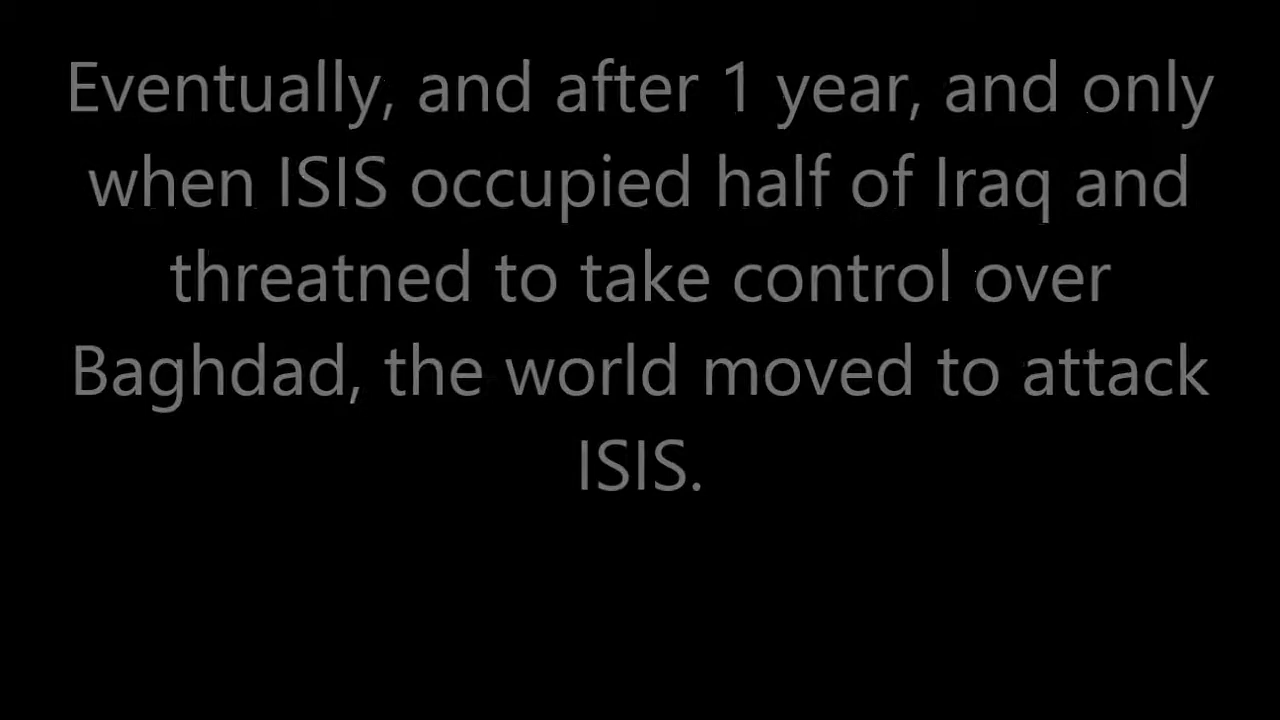 Eventually, and after 1 year, and only
when ISIS occupied half of Iraq and
threatned to take control over
Baghdad, the world moved to attack
ISIS.